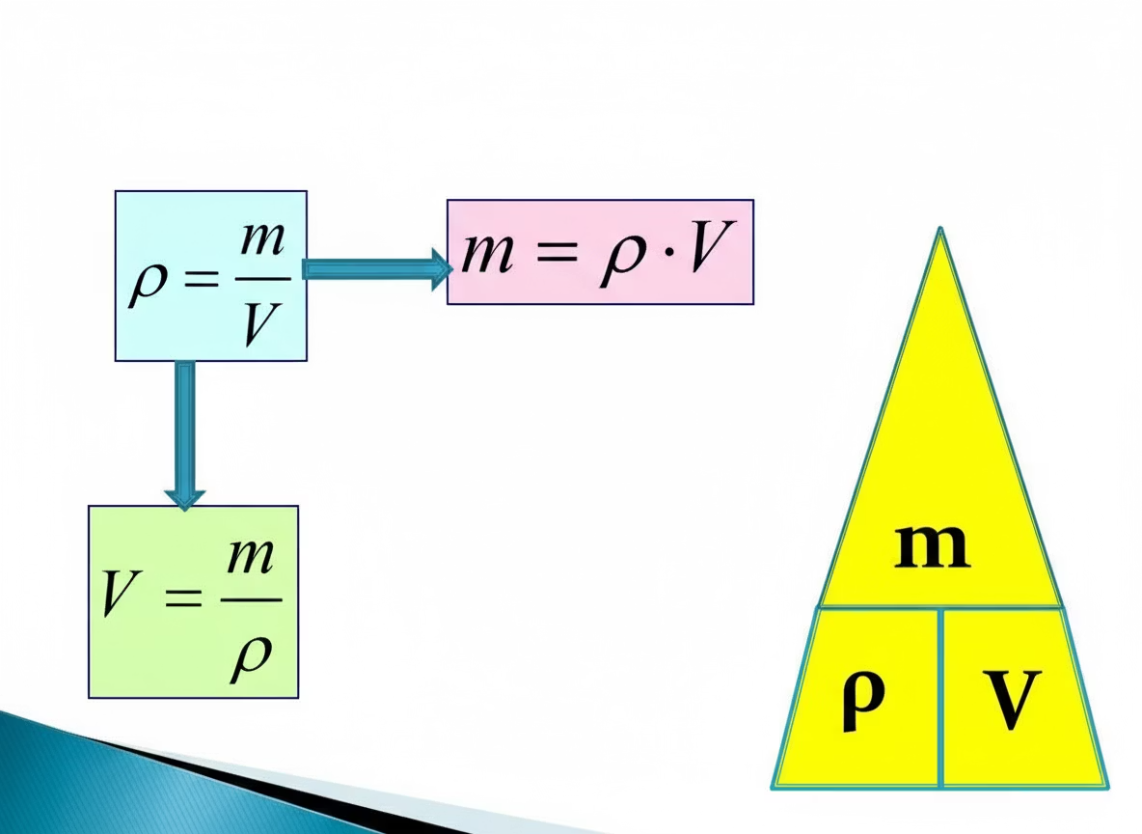 ρ = m/V
m = ρ · V
V = m/ρ
m
ρ V